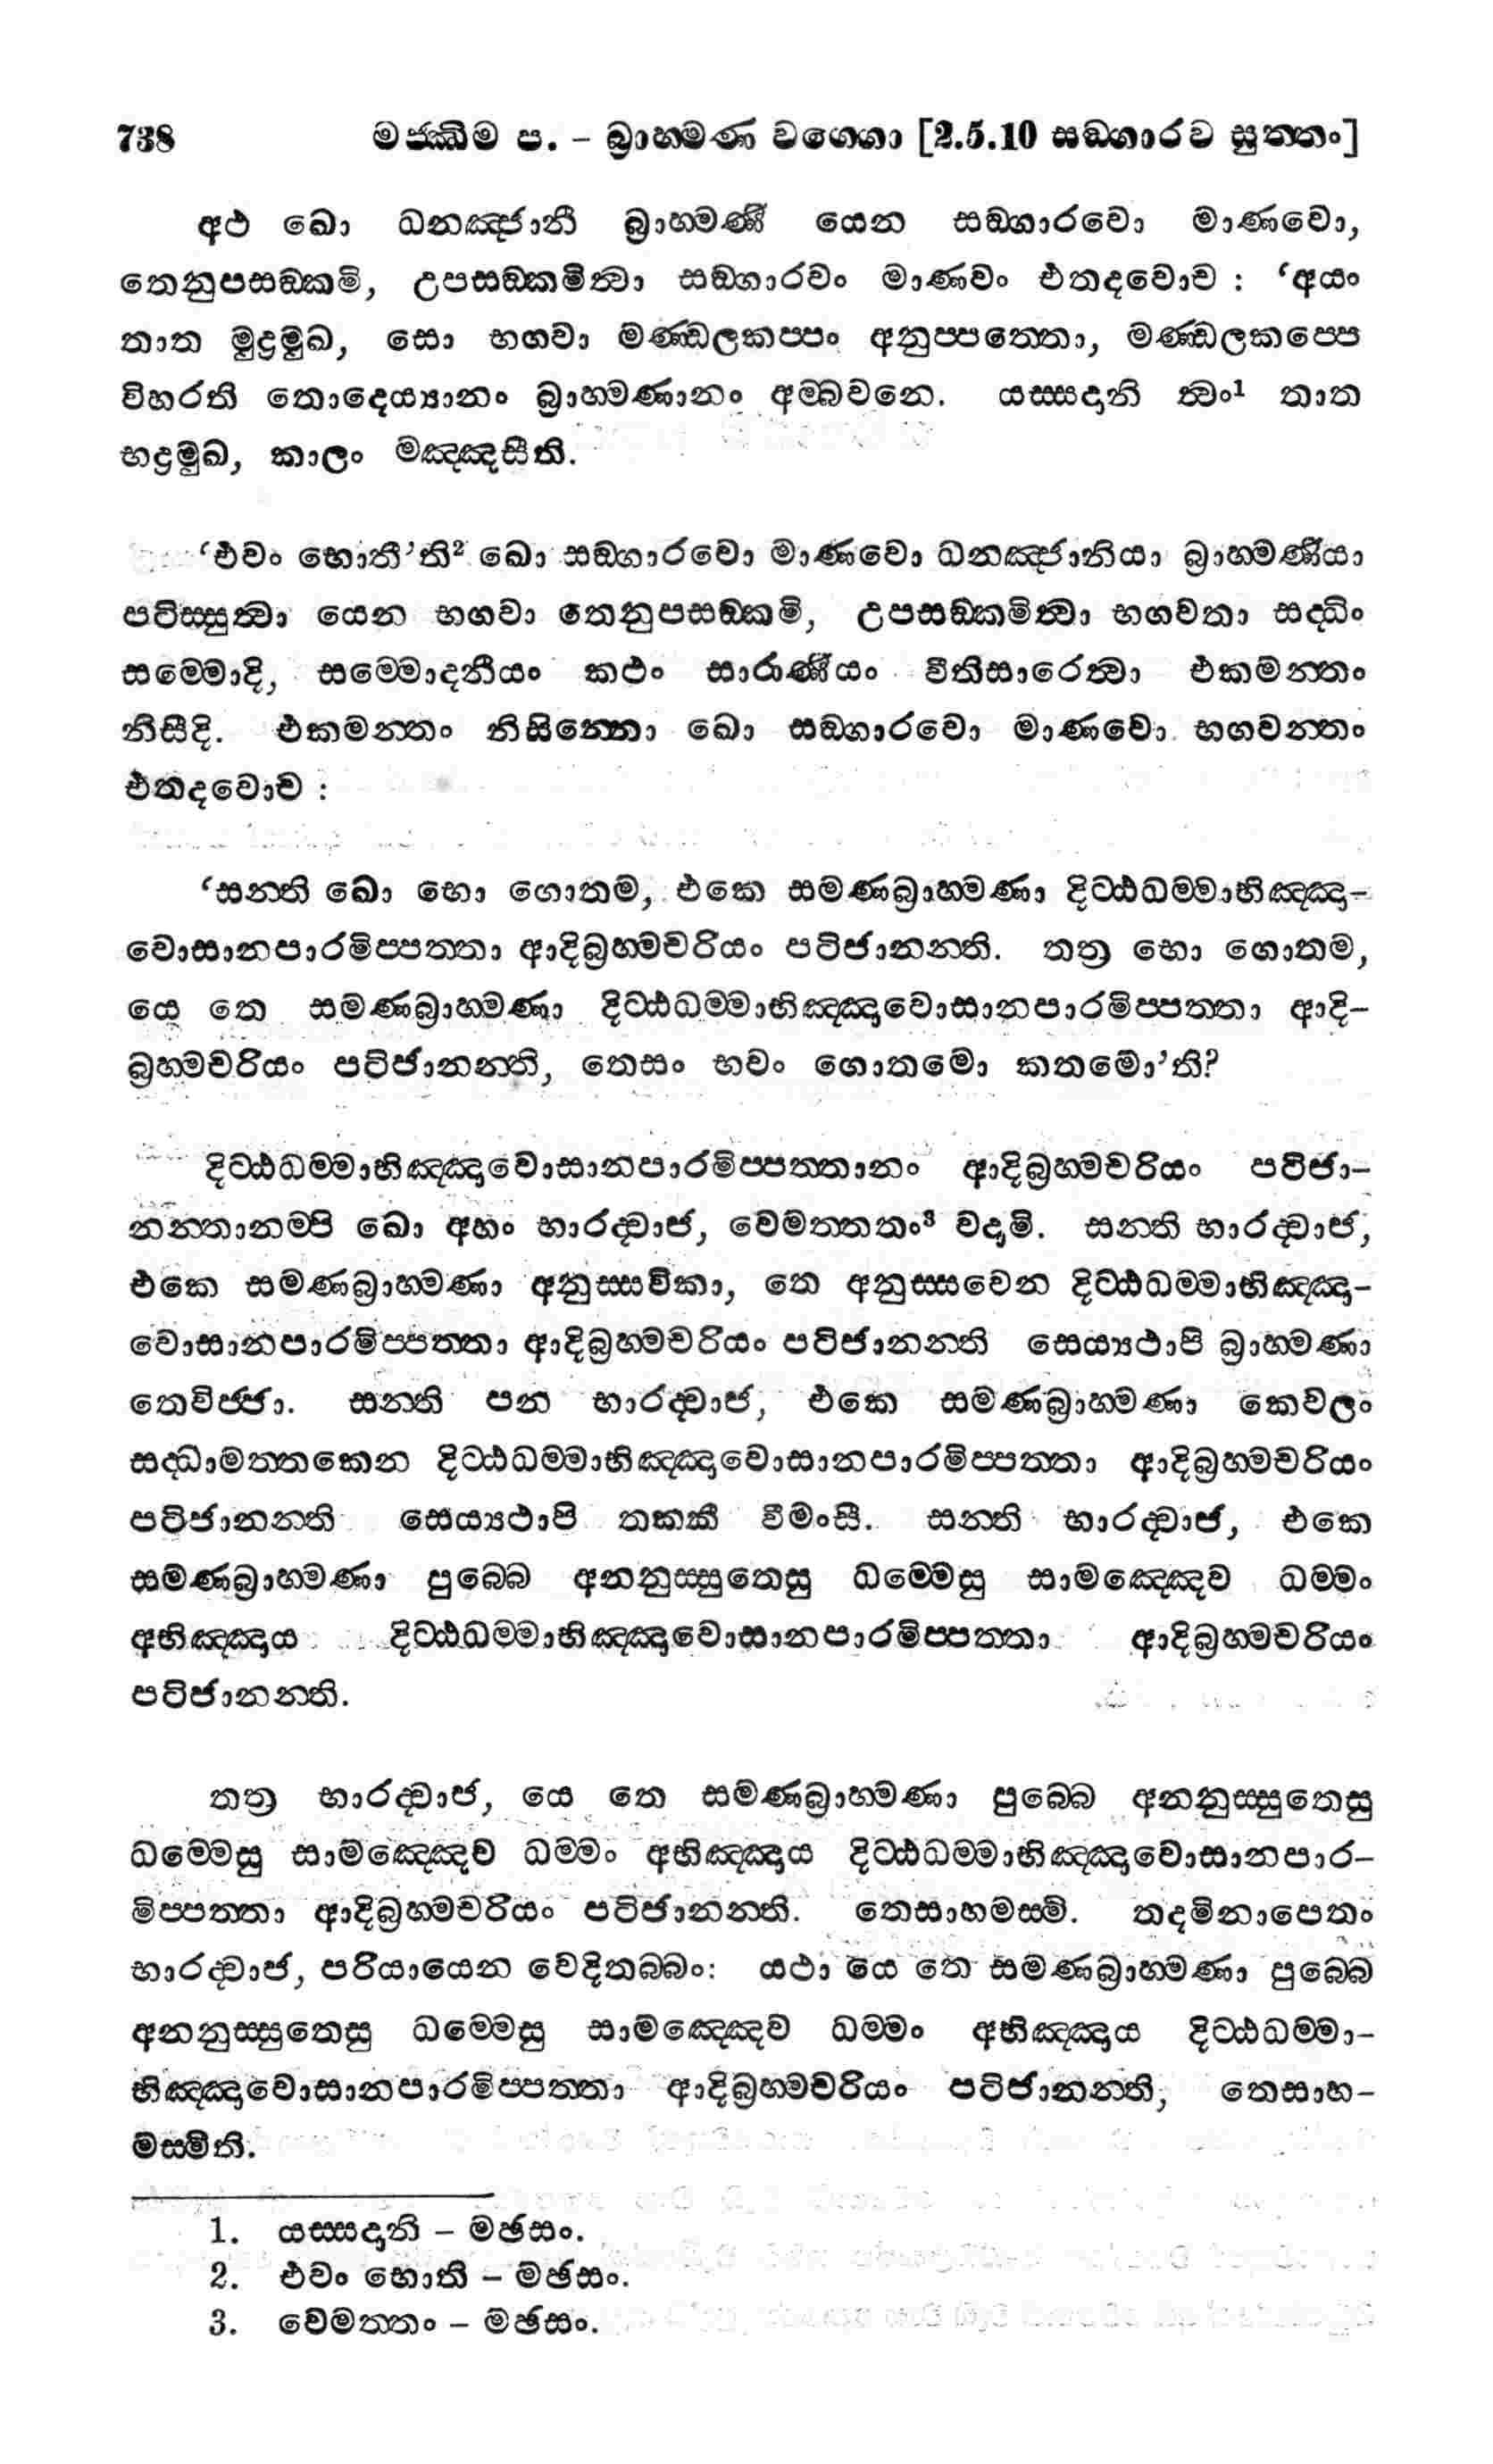 738 මජ‍්ඣිම ප. – බ්‍රාහ‍්මණ වග‍්ගො [2.5.10 සඞ‍්ගාරව සුත‍්තං]
අථ ඛො ධනඤ‍්ජානී බ්‍රාහ‍්මණී යෙන සඞ‍්ගාරවො මාණවො,
තෙනුපසඞ‍්කමි, උපසඞ‍්කමිත්‍වා සඞ‍්ගාරවං මාණවං එතදවොච : ‘අයං
තාත මුද්‍රමුඛ, සො භගවා මණ‍්ඩලකප‍්පං අනුප‍්පත‍්තො, මණ‍්ඩලකප‍්පෙ
විහරති තොදෙය්‍යානං බ්‍රාහ‍්මණානං අම‍්බවනෙ. යස‍්සදානි ත්‍වං¹ තාත
භද්‍රමුඛ, කාලං මඤ‍්ඤසීති.
‘එවං භොතී’ති² ඛො සඞ‍්ගාරවො මාණවො ධනඤ‍්ජානියා බ්‍රාහ‍්මණියා
පටිස‍්සුත්‍වා යෙන භගවා තෙනුපසඞ‍්කමි, උපසඞ‍්කමිත්‍වා භගවතා සද‍්ධිං
සම‍්මොදි, සම‍්මොදනීයං කථං සාරාණීයං වීතිසාරෙත්‍වා එකමන‍්තං
නිසීදි. එකමන‍්තං නිසින‍්නො ඛො සඞ‍්ගාරවො මාණවො භගවන‍්තං
එතදවොච :
‘සන‍්ති ඛො භො ගොතම, එකෙ සමණබ්‍රාහ‍්මණා දිට‍්ඨධම‍්මාභිඤ‍්ඤා-
වොසානපාරමිප‍්පත‍්තා ආදිබ්‍රහ‍්මචරියං පටිජානන‍්ති. තත්‍ර භො ගොතම,
යෙ තෙ සමණබ්‍රාහ‍්මණා දිට‍්ඨධම‍්මාභිඤ‍්ඤාවොසානපාරමිප‍්පත‍්තා ආදි-
බ්‍රහ‍්මචරියං පටිජානන‍්ති, තෙසං භවං ගොතමො කතමො’ති?
දිට‍්ඨධම‍්මාභිඤ‍්ඤාවොසානපාරමිප‍්පත‍්තානං ආදිබ්‍රහ‍්මචරියං පටිජා-
නන‍්තානම‍්පි ඛො අහං භාරද‍්වාජ, වෙමත‍්තතං³ වදාමි. සන‍්ති භාරද‍්වාජ,
එකෙ සමණබ්‍රාහ‍්මණා අනුස‍්සවිකා, තෙ අනුස‍්සවෙන දිට‍්ඨධම‍්මාභිඤ‍්ඤා-
වොසානපාරමිප‍්පත‍්තා ආදිබ්‍රහ‍්මචරියං පටිජානන‍්ති සෙය්‍යථාපි බ්‍රාහ‍්මණා
තෙවිජ‍්ජා. සන‍්ති පන භාරද‍්වාජ, එකෙ සමණබ්‍රාහ‍්මණා කෙවලං
සද‍්ධාමත‍්තකෙන දිට‍්ඨධම‍්මාභිඤ‍්ඤාවොසානපාරමිප‍්පත‍්තා ආදිබ්‍රහ‍්මචරියං
පටිජානන‍්ති සෙය්‍යථාපි තක‍්කී වීමංසී. සන‍්ති භාරද‍්වාජ, එකෙ
සමණබ්‍රාහ‍්මණා පුබ‍්බෙ අනනුස‍්සුතෙසු ධම‍්මෙසු සාමඤ‍්ඤෙව ධම‍්මං
අභිඤ‍්ඤාය දිට‍්ඨධම‍්මාභිඤ‍්ඤාවොසානපාරමිප‍්පත‍්තා ආදිබ්‍රහ‍්මචරියං
පටිජානන‍්ති.
තත්‍ර භාරද‍්වාජ, යෙ තෙ සමණබ්‍රාහ‍්මණා පුබ‍්බෙ අනනුස‍්සුතෙසු
ධම‍්මෙසු සාමඤ‍්ඤෙව ධම‍්මං අභිඤ‍්ඤාය දිට‍්ඨධම‍්මාභිඤ‍්ඤාවොසානපාර-
මිප‍්පත‍්තා ආදිබ්‍රහ‍්මචරියං පටිජානන‍්ති. තෙසාහමස‍්මි. තදමිනාපෙතං
භාරද‍්වාජ, පරියායෙන වෙදිතබ‍්බං: යථා යෙ තෙ සමණබ්‍රාහ‍්මණා පුබ‍්බෙ
අනනුස‍්සුතෙසු ධම‍්මෙසු සාමඤ‍්ඤෙව ධම‍්මං අභිඤ‍්ඤාය දිට‍්ඨධම‍්මා-
භිඤ‍්ඤාවොසානපාරමිප‍්පත‍්තා ආදිබ්‍රහ‍්මචරියං පටිජානන‍්ති, තෙසාහ-
මස‍්මීති.
1. යස‍්සදානි – මඡසං.
2. එවං භොති – මඡසං.
3. වෙමත‍්තං – මඡසං.